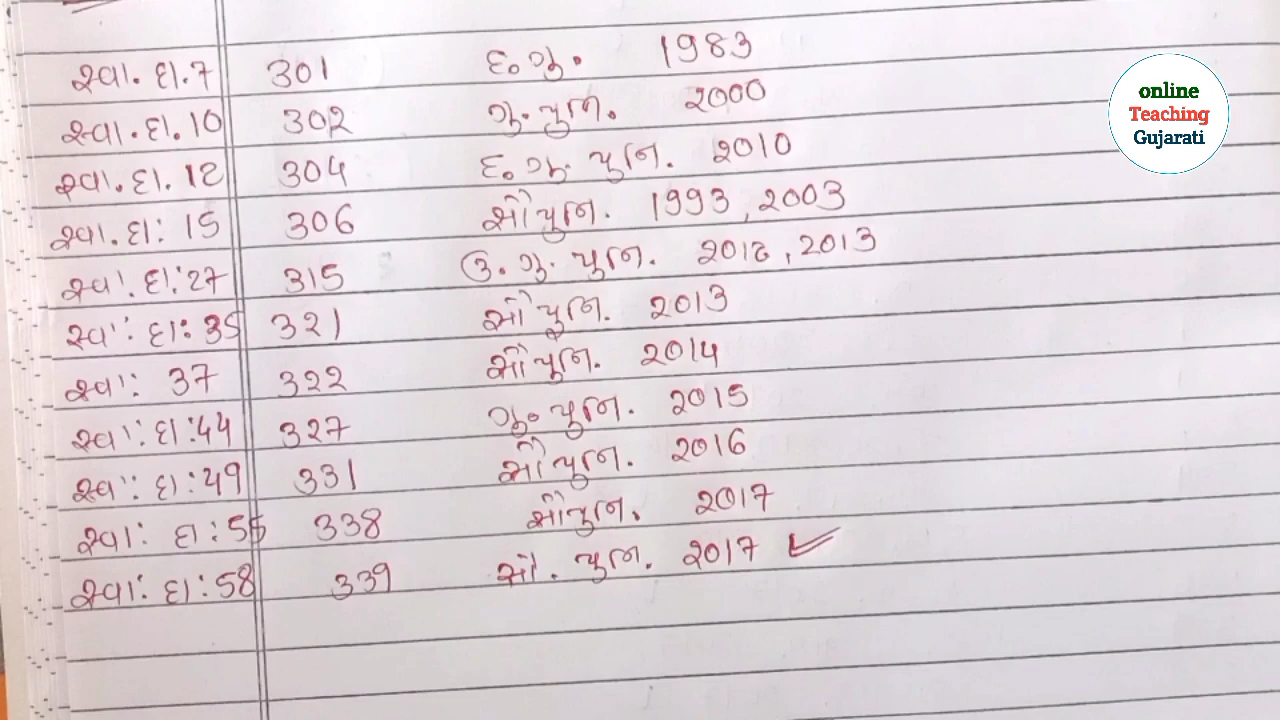 સ્વા. દા.7 301 દ. ગુ. 1983
સ્વા. દા. 10 302 ગુ. યુનિ. 2000
સ્વા. દા. 12 304 દ. ગુ. યુનિ. 2010
સ્વા. દા: 15 306 સૌ યુનિ. 1993, 2003
સ્વા. દા:27 315 ઉ. ગુ. યુનિ. 2012, 2013
સ્વા: દા: 35 321 સૌ યુનિ. 2013
સ્વા: 37 322 સૌ યુનિ. 2014
સ્વા: દા:44 327 ગુ. યુનિ. 2015
સ્વા: દા:49 331 સૌ યુનિ. 2016
સ્વા: દા: 338 સૌ યુનિ. 2017
સ્વા: દા:58 339 સૌ. યુનિ. 2017
online
Teaching
Gujarati